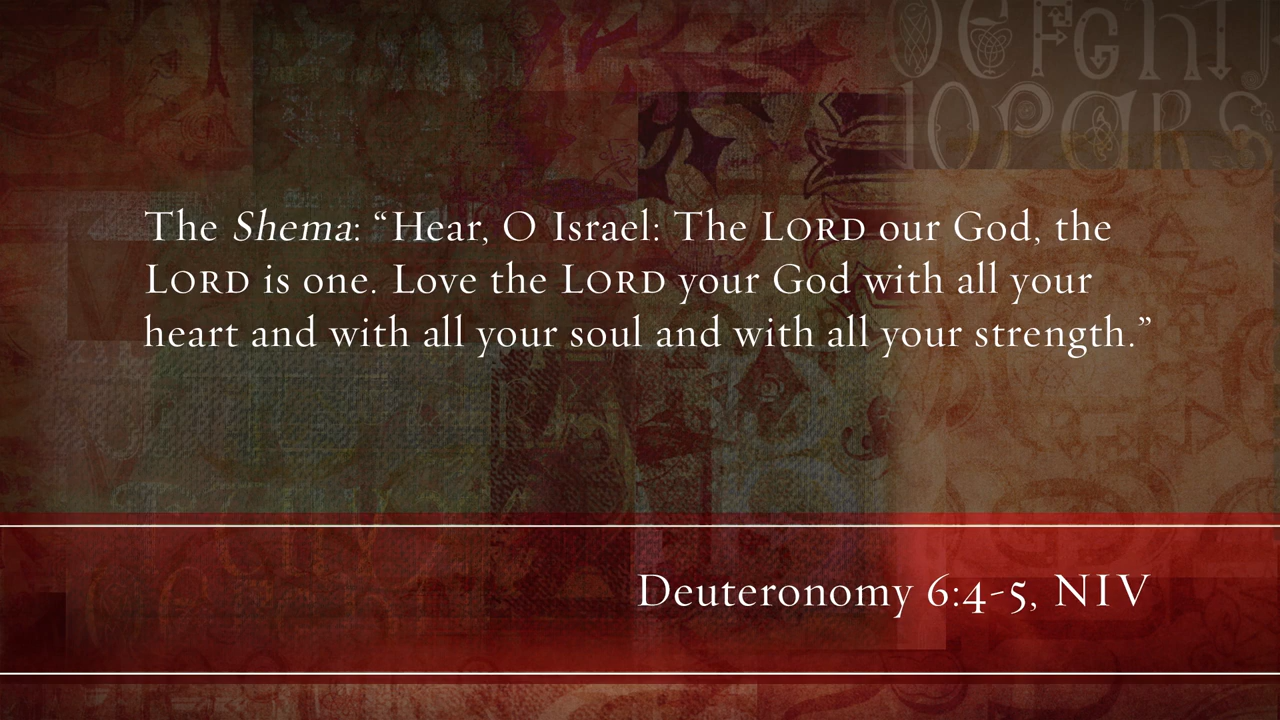 The Shema: “Hear, O Israel: The LORD our God, the
LORD is one. Love the LORD your God with all your
heart and with all your soul and with all your strength.”
Deuteronomy 6:4-5, NIV